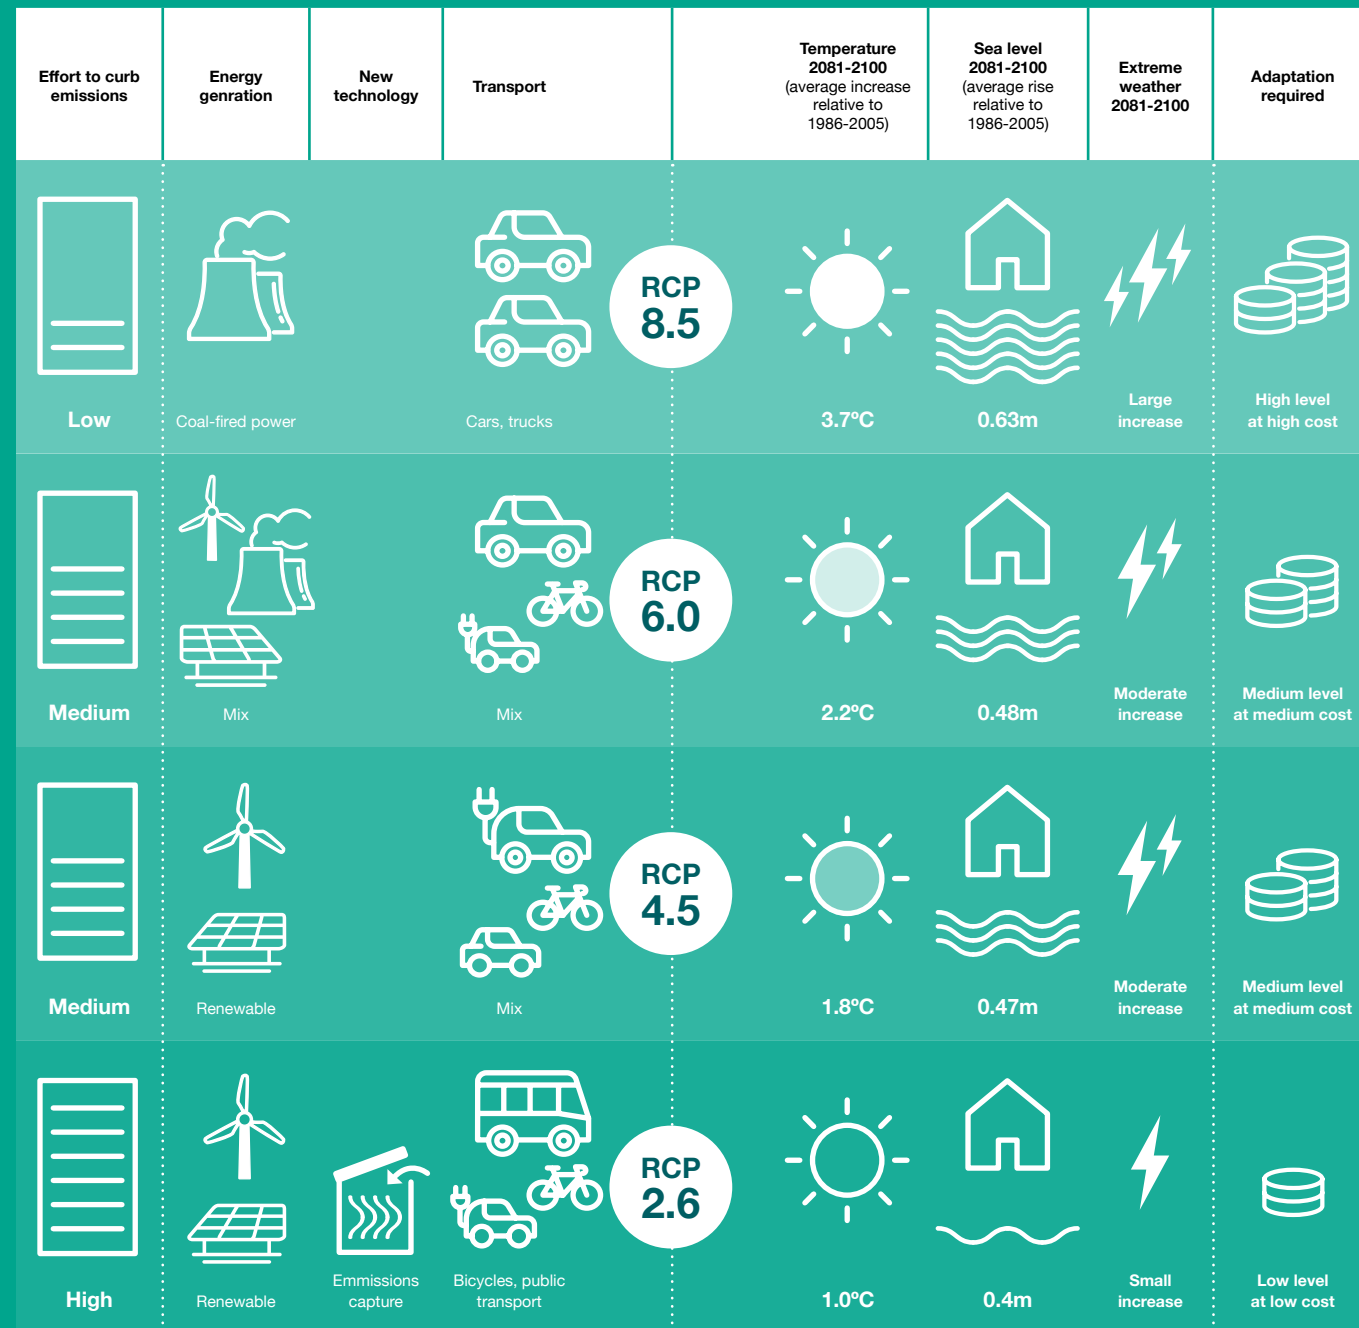 Effort to curb
emissions
Energy
genration
New
technology
Transport
Temperature
2081-2100
(average increase
relative to
1986-2005)
Sea level
2081-2100
(average rise
relative to
1986-2005)
Extreme
weather
2081-2100
Adaptation
required
Low
Coal-fired power
Cars, trucks
RCP
8.5
3.7ºC
0.63m
Large
increase
High level
at high cost
Medium
Mix
Mix
RCP
6.0
2.2ºC
0.48m
Moderate
increase
Medium level
at medium cost
Medium
Renewable
Mix
RCP
4.5
1.8ºC
0.47m
Moderate
increase
Medium level
at medium cost
High
Renewable
Emmissions
capture
Bicycles, public
transport
RCP
2.6
1.0ºC
0.4m
Small
increase
Low level
at low cost